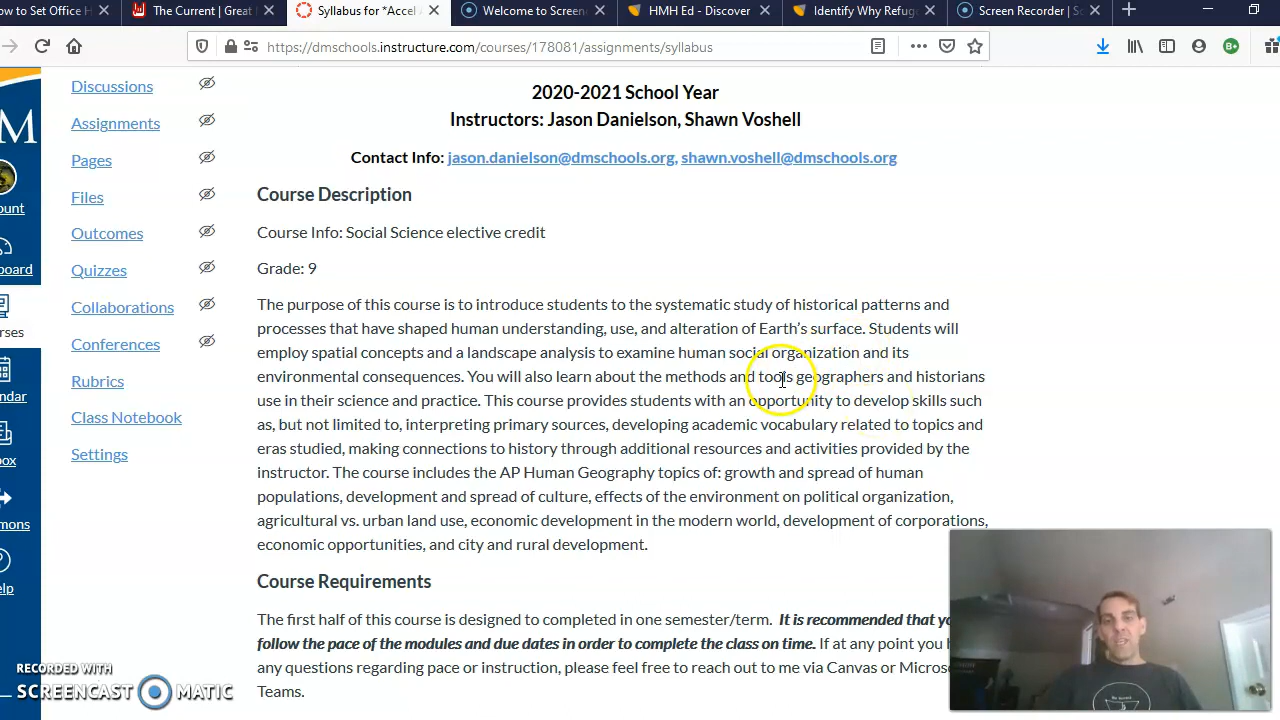 ow to Set Office H
The Current | Great
Syllabus for *Accel
Welcome to Screen
HMH Ed - Discover
Identify Why Refug
Screen Recorder | Sc
https://dmschools.instructure.com/courses/178081/assignments/syllabus
M
ount
board
rses
ndar
box
mons
elp
Discussions
Assignments
Pages
Files
Outcomes
Quizzes
Collaborations
Conferences
Rubrics
Class Notebook
Settings
2020-2021 School Year
Instructors: Jason Danielson, Shawn Voshell
Contact Info: jason.danielson@dmschools.org, shawn.voshell@dmschools.org
Course Description
Course Info: Social Science elective credit
Grade: 9
The purpose of this course is to introduce students to the systematic study of historical patterns and
processes that have shaped human understanding, use, and alteration of Earth's surface. Students will
employ spatial concepts and a landscape analysis to examine human social organization and its
environmental consequences. You will also learn about the methods and tools geographers and historians
use in their science and practice. This course provides students with an opportunity to develop skills such
as, but not limited to, interpreting primary sources, developing academic vocabulary related to topics and
eras studied, making connections to history through additional resources and activities provided by the
instructor. The course includes the AP Human Geography topics of: growth and spread of human
populations, development and spread of culture, effects of the environment on political organization,
agricultural vs. urban land use, economic development in the modern world, development of corporations,
economic opportunities, and city and rural development.
Course Requirements
The first half of this course is designed to completed in one semester/term. It is recommended that yo
follow the pace of the modules and due dates in order to complete the class on time. If at any point you h
any questions regarding pace or instruction, please feel free to reach out to me via Canvas or Microso
Teams.
RECORDED WITH
SCREENCAST MATIC